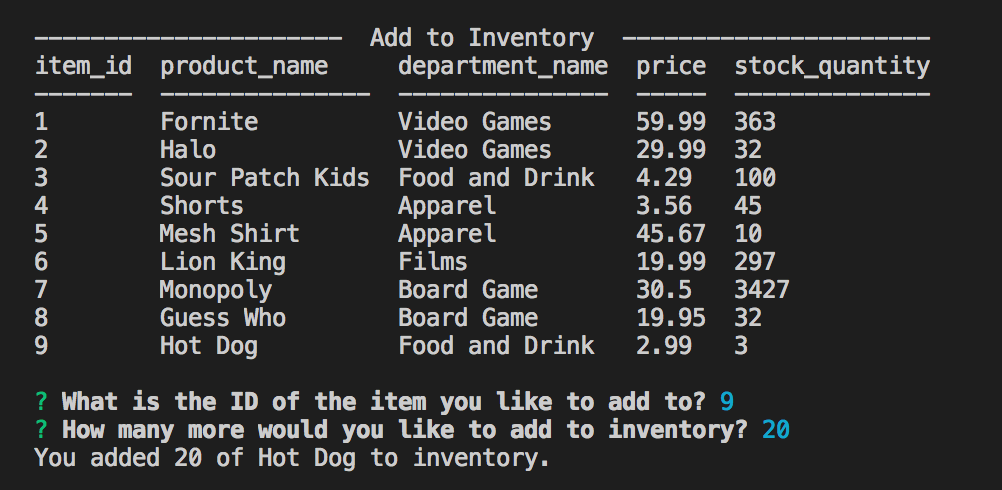 ---------------------- Add to Inventory ----------------------
item_id product_name department_name price stock_quantity
------- --------------- --------------- ----- --------------
1 Fornite Video Games 59.99 363
2 Halo Video Games 29.99 32
3 Sour Patch Kids Food and Drink 4.29 100
4 Shorts Apparel 3.56 45
5 Mesh Shirt Apparel 45.67 10
6 Lion King Films 19.99 297
7 Monopoly Board Game 30.5 3427
8 Guess Who Board Game 19.95 32
9 Hot Dog Food and Drink 2.99 3
? What is the ID of the item you like to add to? 9
? How many more would you like to add to inventory? 20
You added 20 of Hot Dog to inventory.